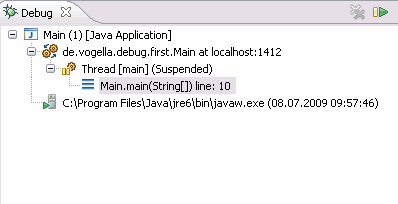 Debug
Main (1) [Java Application]
de.vogella.debug.first.Main at localhost:1412
Thread [main] (Suspended)
Main.main(String[]) line: 10
C:\Program Files\Java\jre6\bin\javaw.exe (08.07.2009 09:57:46)